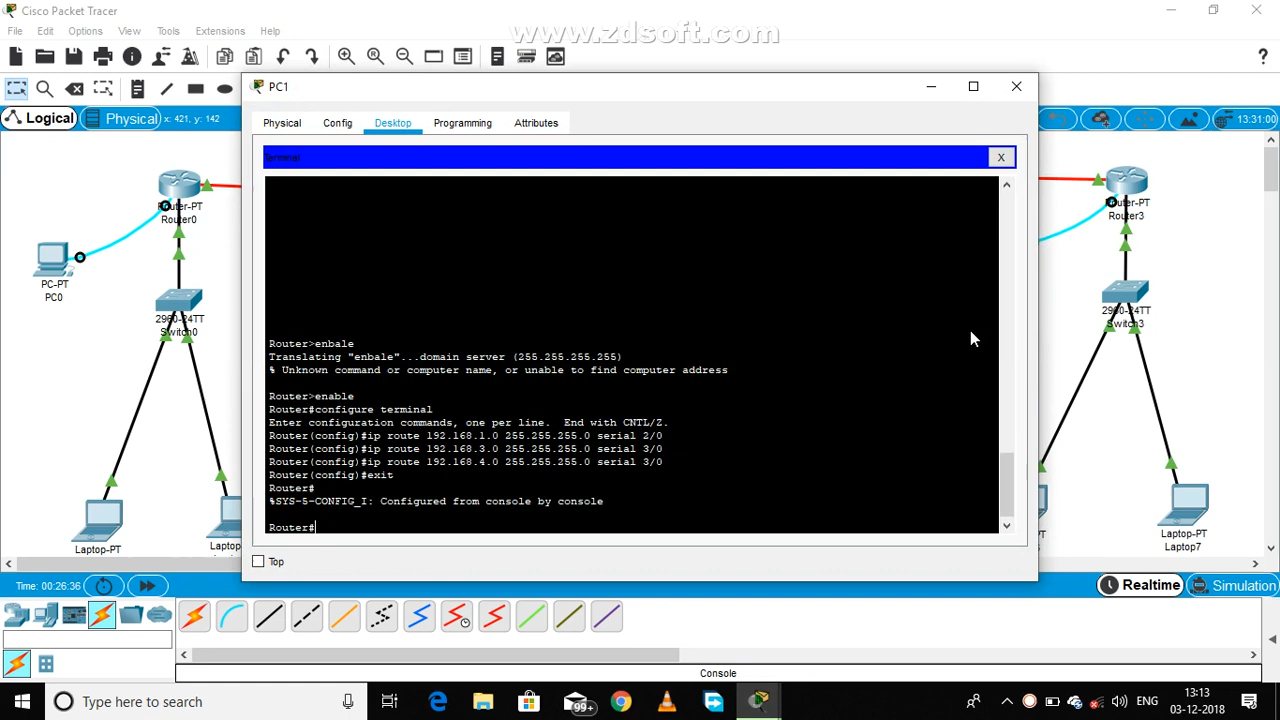 Cisco Packet Tracer
www.zdsoft.com
File Edit Options View Tools Extensions Help
Logical
Physical x: 421, y: 142
13:31:00
PC1
Physical Config Desktop Programming Attributes
Terminal
X
Router>enbale
Translating "enbale"...domain server (255.255.255.255)
% Unknown command or computer name, or unable to find computer address
Router>enable
Router#configure terminal
Enter configuration commands, one per line. End with CNTL/Z.
Router(config)#ip route 192.168.1.0 255.255.255.0 serial 2/0
Router(config)#ip route 192.168.3.0 255.255.255.0 serial 3/0
Router(config)#ip route 192.168.4.0 255.255.255.0 serial 3/0
Router(config)#exit
Router#
%SYS-5-CONFIG_I: Configured from console by console
Router#
Top
Router-PT
Router0
PC-PT
PC0
2960-24TT
Switch0
Laptop-PT
Laptop
Router-PT
Router3
2960-24TT
Switch3
Laptop-PT
Laptop7
Time: 00:26:36
Realtime
Simulation
Console
Type here to search
99+
ENG
13:13
03-12-2018